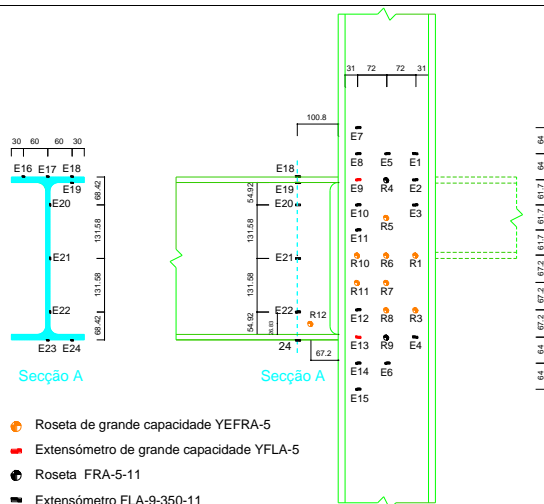 31 72 72 31
100.8
E7
30 60 60 30
E16 E17 E18
E19
E20
E21
E22
E23 E24
68.42
131.58
131.58
68.42
Secção A
E18
E19
E20
E21
E22
24
54.92
131.58
131.58
54.92
R12
67.2
Secção A
E8 E5 E1
E9 R4 E2
E10 R5 E3
E11
R10 R6 R1
R11 R7
E12 R8 R3
E13 R9 E4
E14 E6
E15
64
64
61.7
61.7
61.7
67.2
67.2
67.2
64
64
Roseta de grande capacidade YEFRA-5
Extensómetro de grande capacidade YFLA-5
Roseta FRA-5-11
Extensómetro FLA-9-350-11